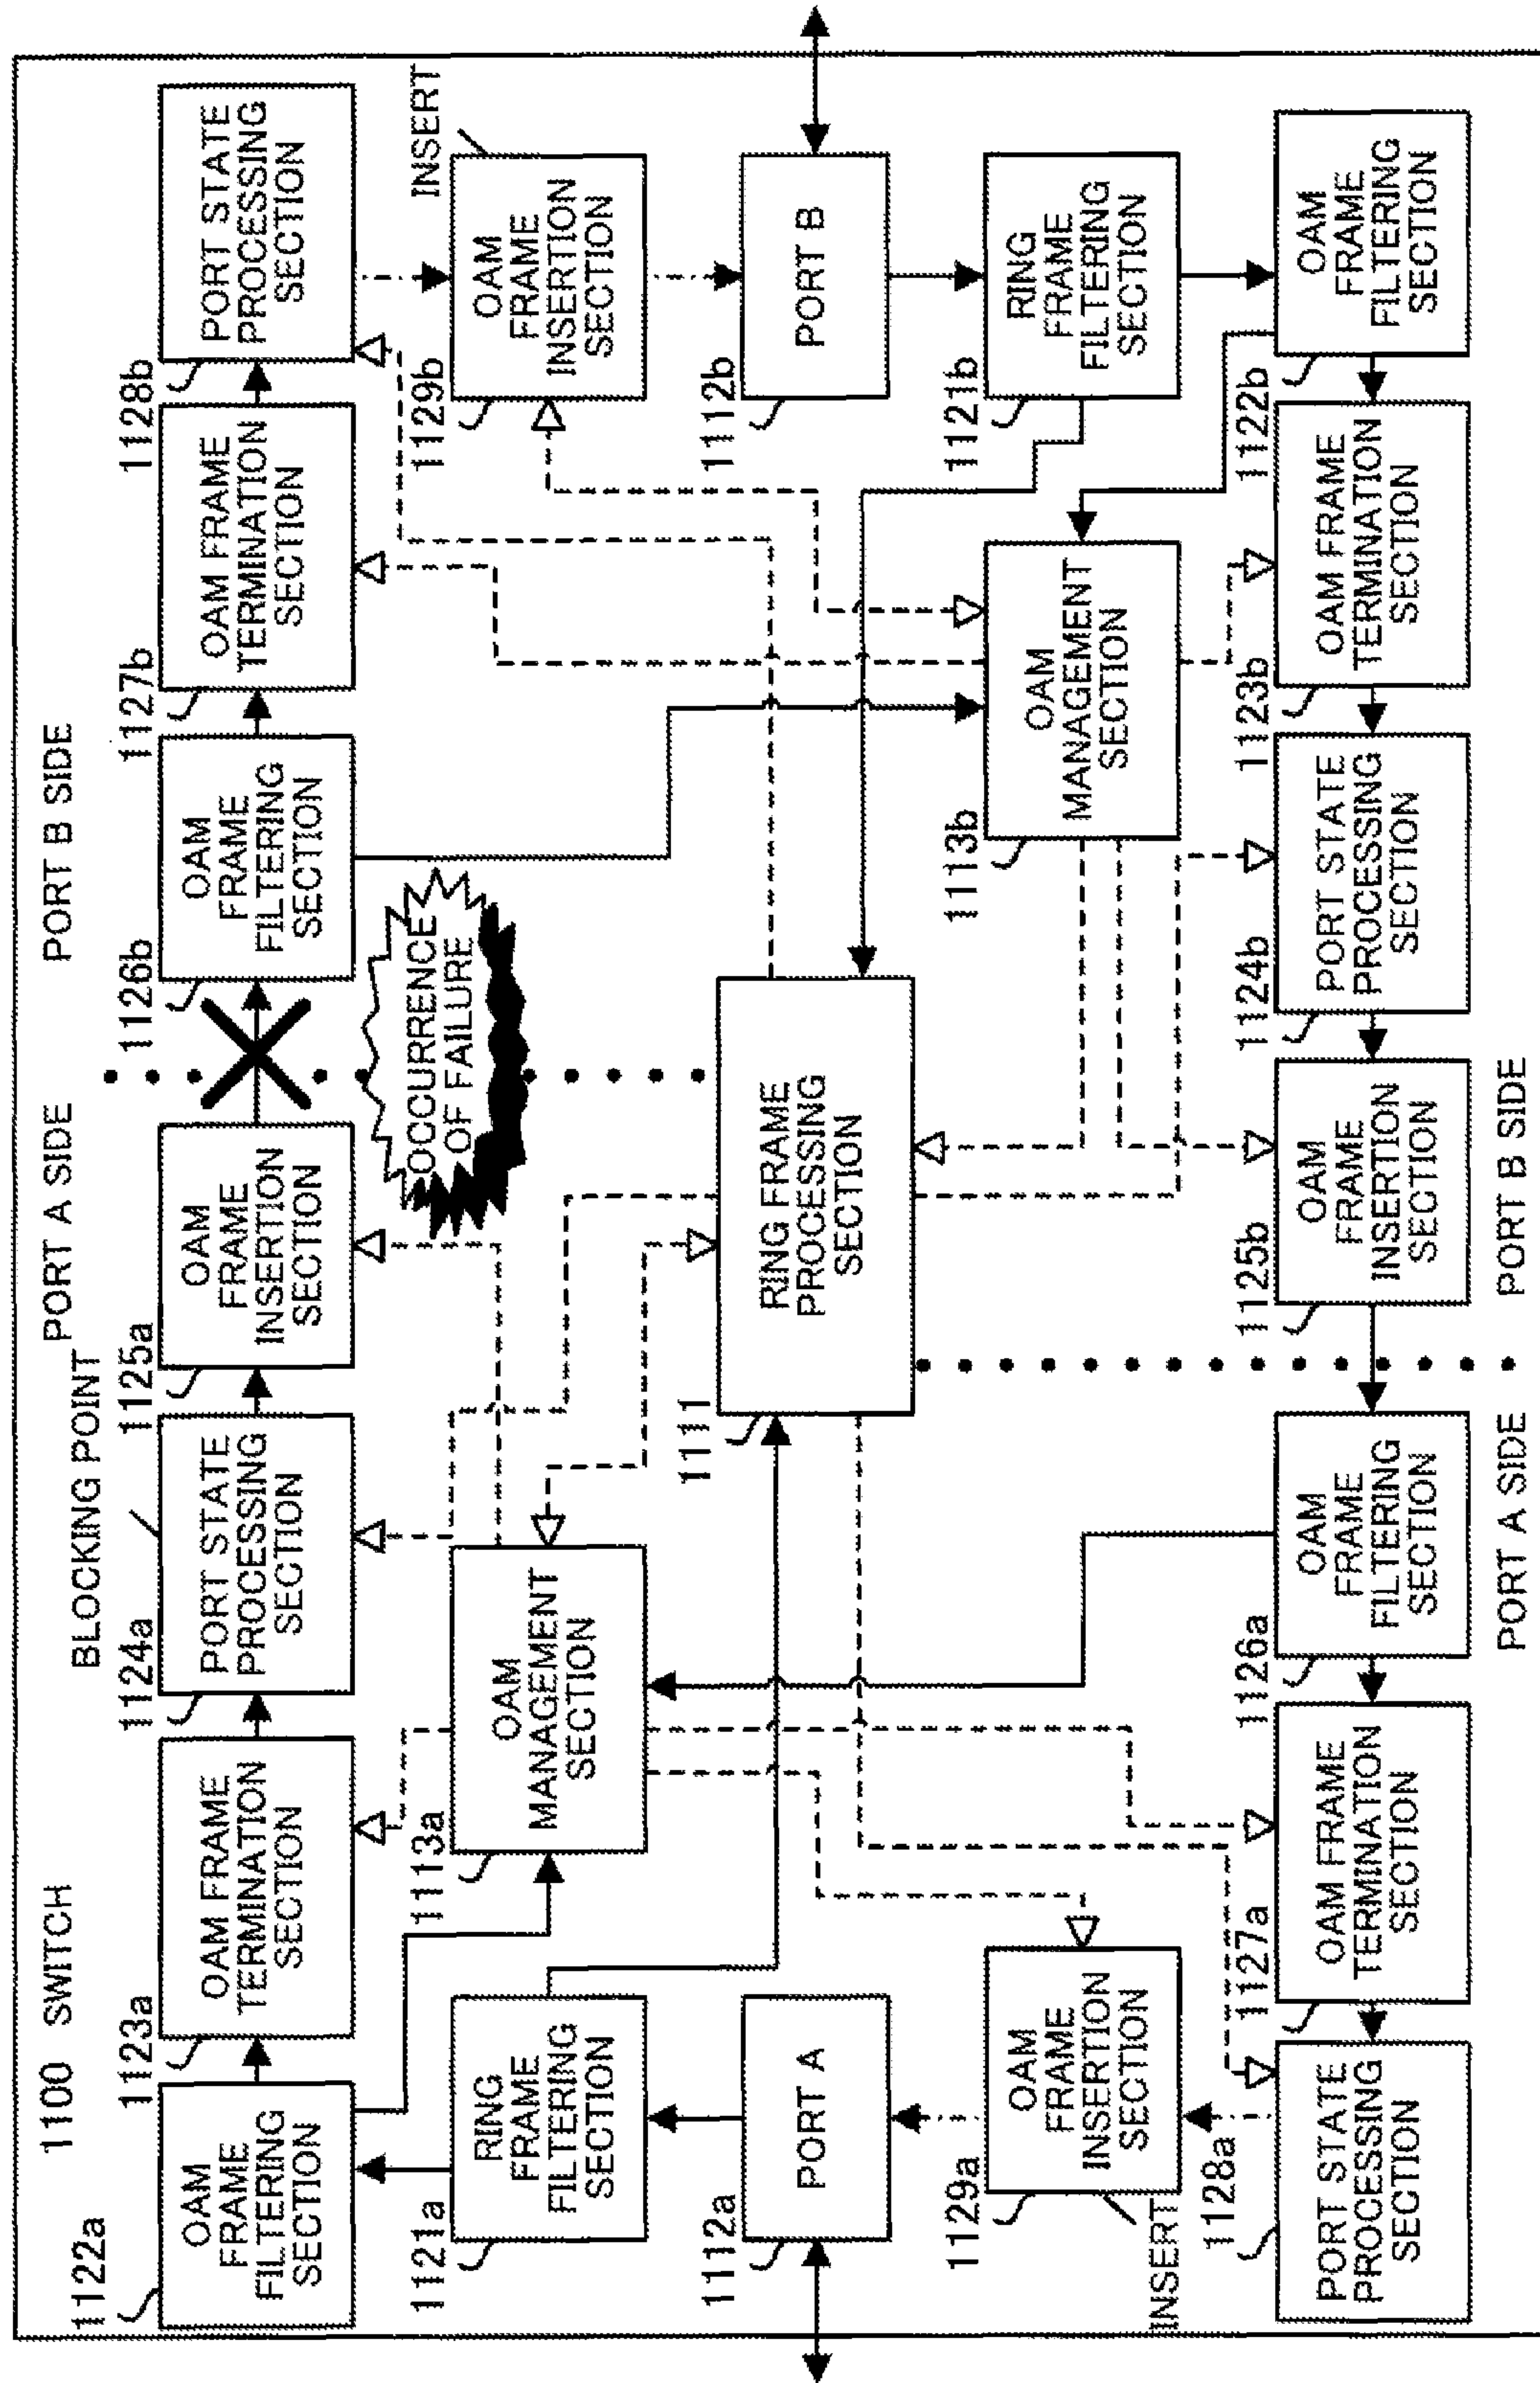 1100 SWITCH
BLOCKING POINT
PORT A SIDE
PORT B SIDE
1122a
OAM
FRAME
FILTERING
SECTION
1123a
OAM FRAME
TERMINATION
SECTION
1124a
PORT STATE
PROCESSING
SECTION
1125a
OAM
FRAME
INSERTION
SECTION
1126b
OAM
FRAME
FILTERING
SECTION
1127b
OAM FRAME
TERMINATION
SECTION
1128b
PORT STATE
PROCESSING
SECTION
OCCURRENCE
OF FAILURE
INSERT
1121a
RING
FRAME
FILTERING
SECTION
1113a
OAM
MANAGEMENT
SECTION
1129b
OAM
FRAME
INSERTION
SECTION
1112a
PORT A
1111
RING FRAME
PROCESSING
SECTION
1112b
PORT B
1129a
OAM
FRAME
INSERTION
SECTION
INSERT
1113b
OAM
MANAGEMENT
SECTION
1121b
RING
FRAME
FILTERING
SECTION
1128a
PORT STATE
PROCESSING
SECTION
1127a
OAM FRAME
TERMINATION
SECTION
1126a
OAM
FRAME
FILTERING
SECTION
1125b
OAM
FRAME
INSERTION
SECTION
1124b
PORT STATE
PROCESSING
SECTION
1123b
OAM FRAME
TERMINATION
SECTION
1122b
OAM
FRAME
FILTERING
SECTION
PORT A SIDE
PORT B SIDE